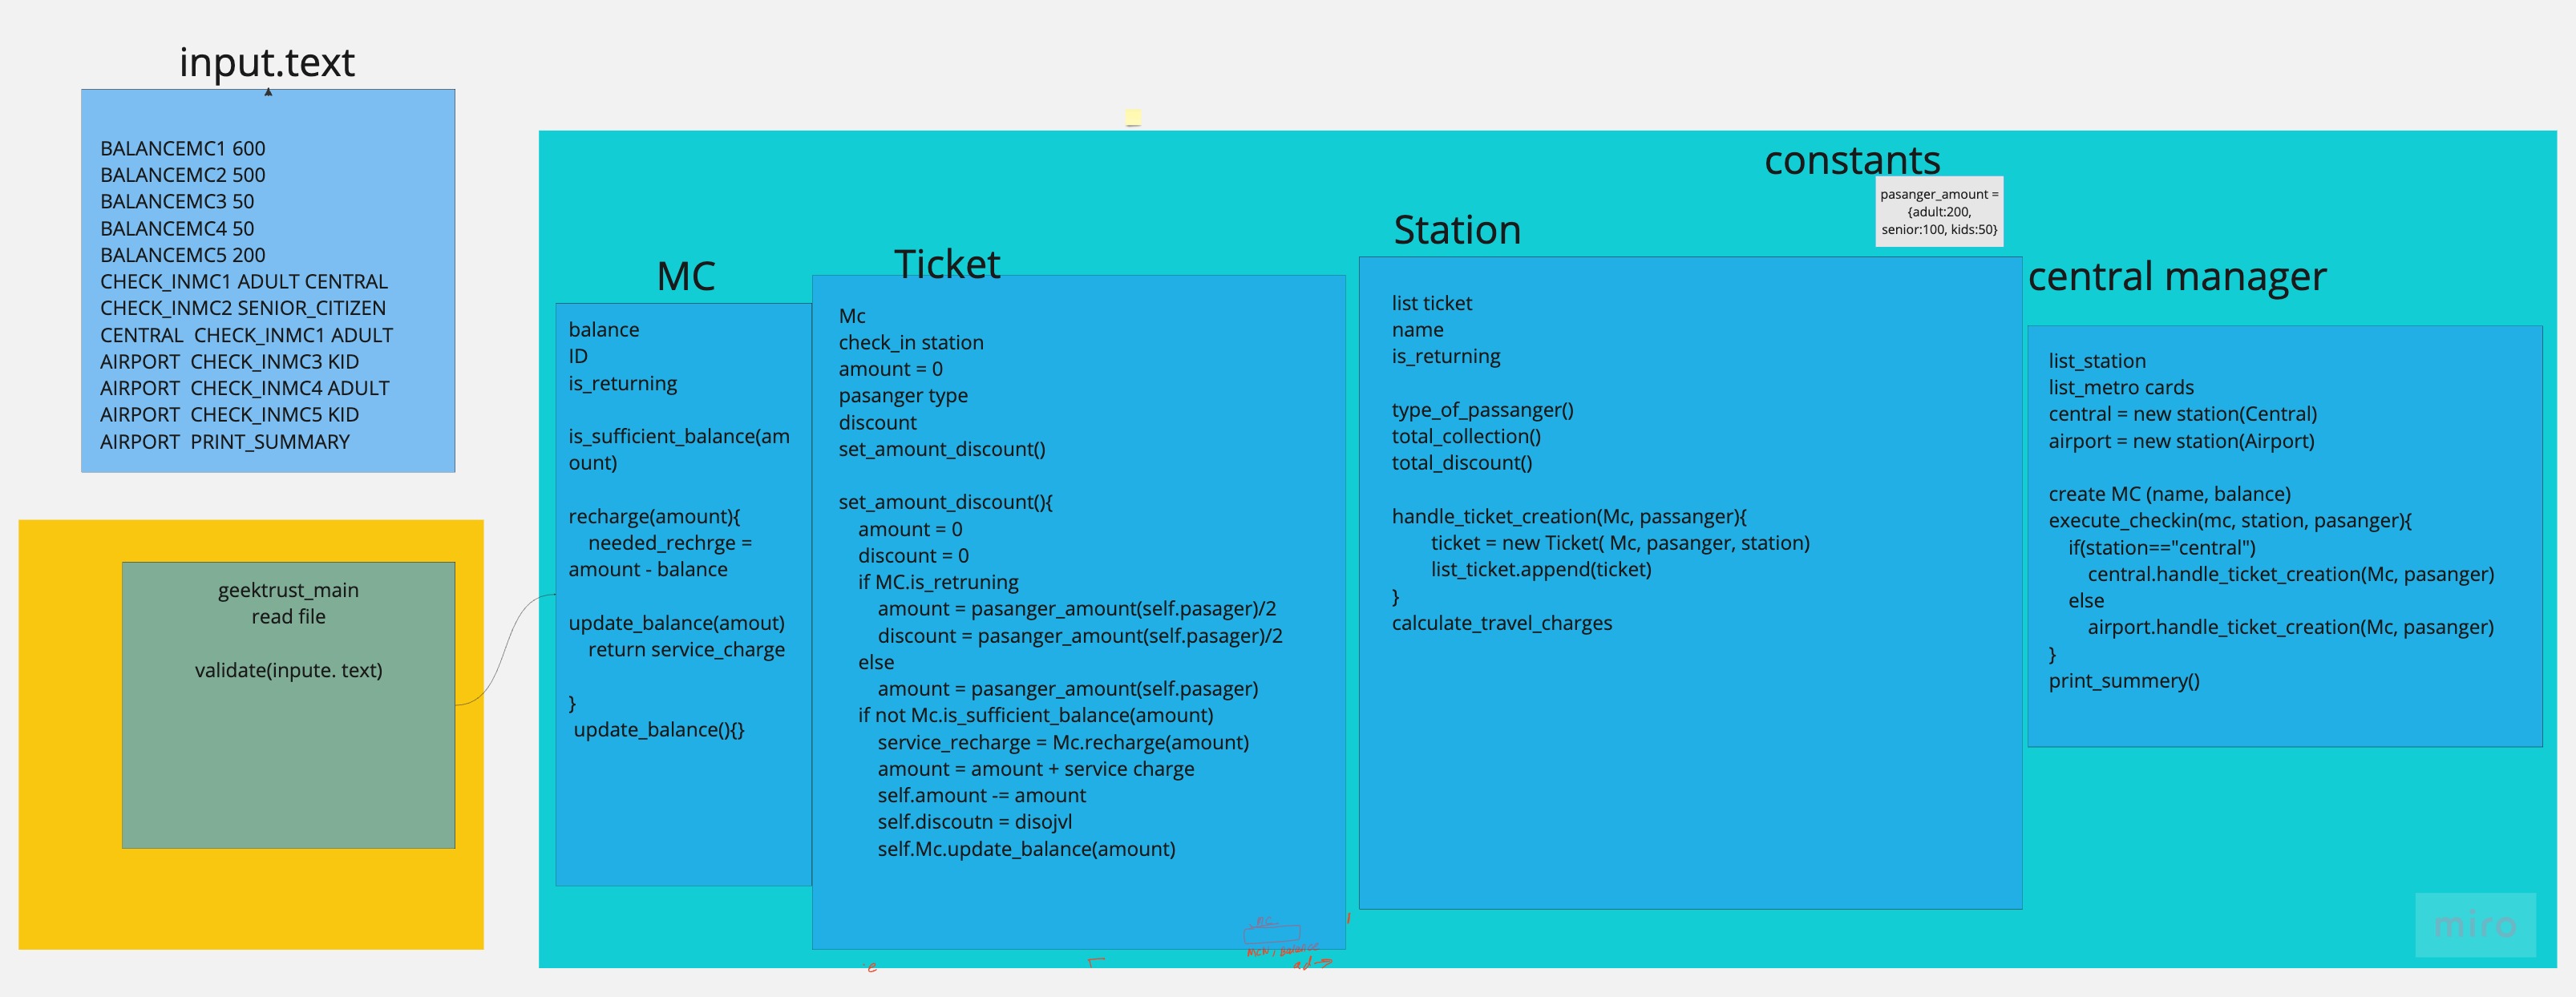 input.text
BALANCEMC1 600
BALANCEMC2 500
BALANCEMC3 50
BALANCEMC4 50
BALANCEMC5 200
CHECK_INMC1 ADULT CENTRAL
CHECK_INMC2 SENIOR_CITIZEN
CENTRAL  CHECK_INMC1 ADULT
AIRPORT  CHECK_INMC3 KID
AIRPORT  CHECK_INMC4 ADULT
AIRPORT  CHECK_INMC5 KID
AIRPORT  PRINT_SUMMARY
geektrust_main
read file
validate(inpute. text)
MC
balance
ID
is_returning
is_sufficient_balance(am
ount)
recharge(amount){
needed_rechrge =
amount - balance
update_balance(amout)
return service_charge
}
update_balance(){}
Ticket
Mc
check_in station
amount = 0
pasanger type
discount
set_amount_discount()
set_amount_discount(){
amount = 0
discount = 0
if MC.is_retruning
amount = pasanger_amount(self.pasager)/2
discount = pasanger_amount(self.pasager)/2
else
amount = pasanger_amount(self.pasager)
if not Mc.is_sufficient_balance(amount)
service_recharge = Mc.recharge(amount)
amount = amount + service charge
self.amount -= amount
self.discoutn = disojvl
self.Mc.update_balance(amount)
MC
MCN, balance
ad
Station
list ticket
name
is_returning
type_of_passanger()
total_collection()
total_discount()
handle_ticket_creation(Mc, passanger){
ticket = new Ticket( Mc, pasanger, station)
list_ticket.append(ticket)
}
calculate_travel_charges
constants
pasanger_amount =
{adult:200,
senior:100, kids:50}
central manager
list_station
list_metro cards
central = new station(Central)
airport = new station(Airport)
create MC (name, balance)
execute_checkin(mc, station, pasanger){
if(station=="central")
central.handle_ticket_creation(Mc, pasanger)
else
airport.handle_ticket_creation(Mc, pasanger)
}
print_summery()
miro